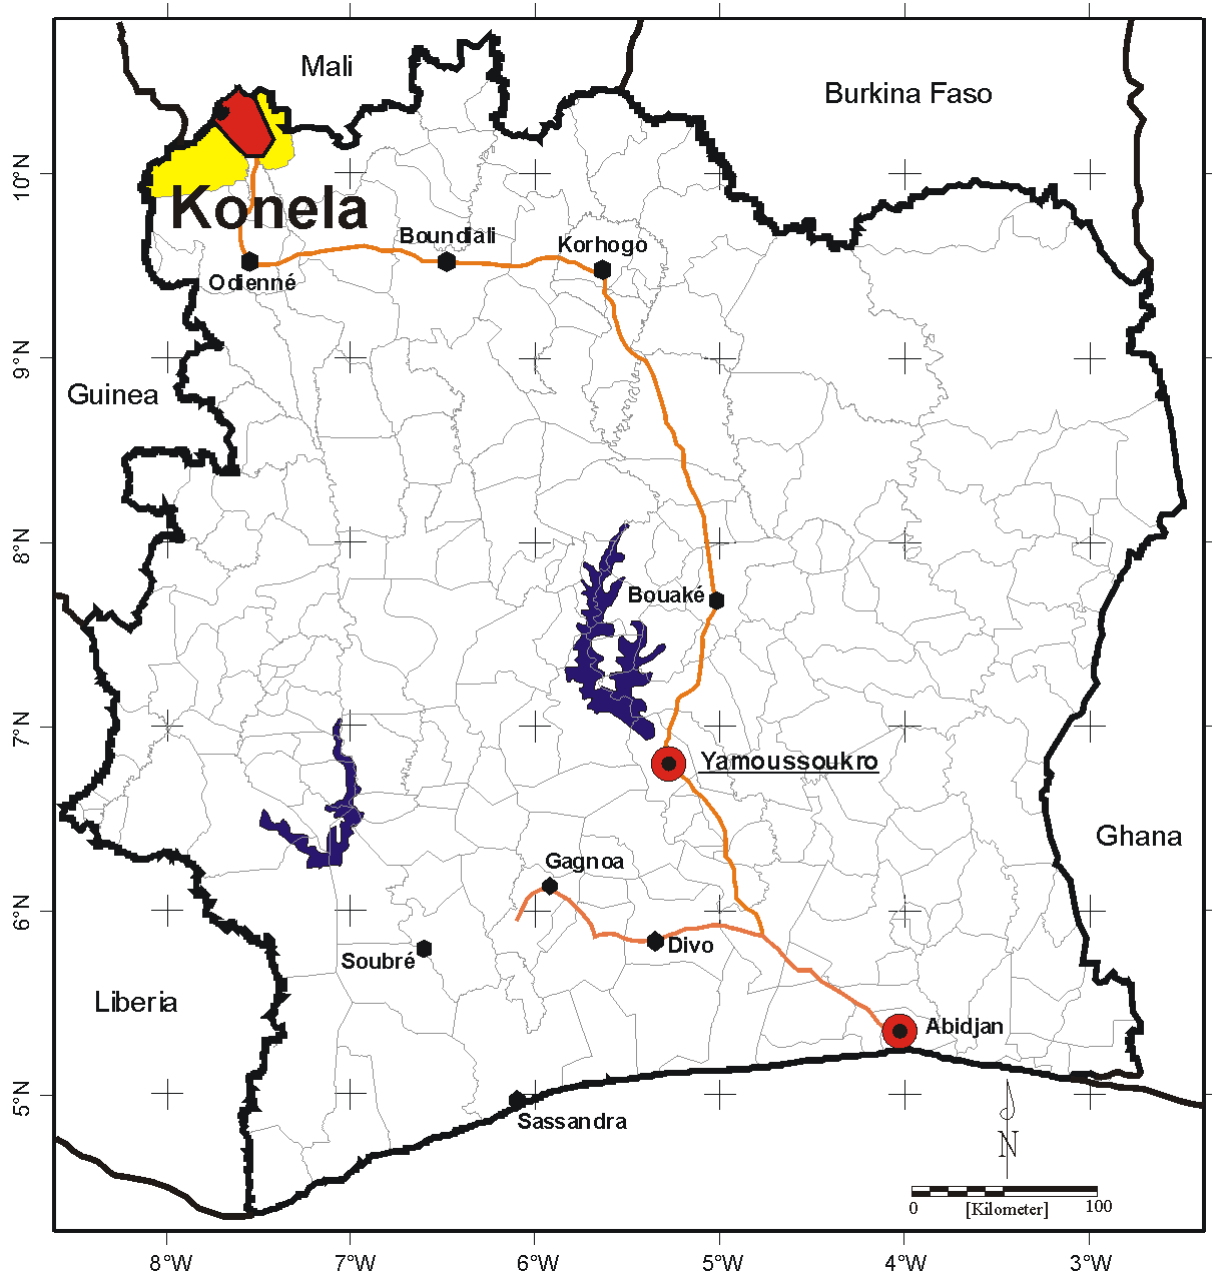 Mali
Burkina Faso
10°N
Konela
Boundiali
Korhogo
Odienné
9°N
Guinea
8°N
Bouaké
7°N
Yamoussoukro
Ghana
Gagnoa
6°N
Divo
Soubré
Liberia
Abidjan
5°N
Sassandra
N
0 [Kilometer] 100
8°W 7°W 6°W 5°W 4°W 3°W